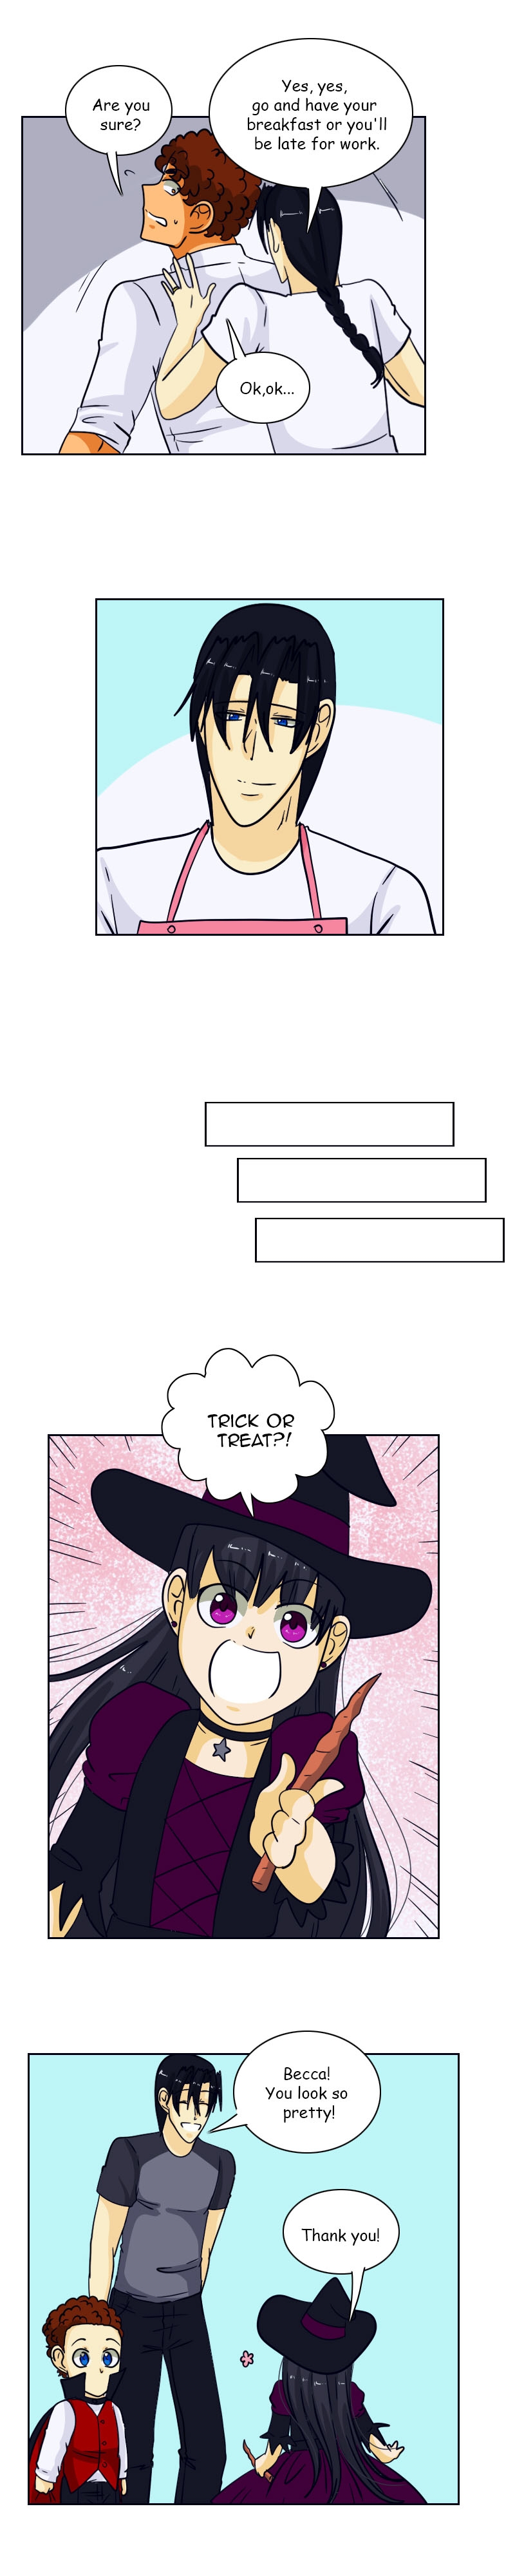 Are you
sure?
Yes, yes,
go and have your
breakfast or you'll
be late for work.
Ok,ok...
TRICK OR
TREAT?!
Becca!
You look so
pretty!
Thank you!